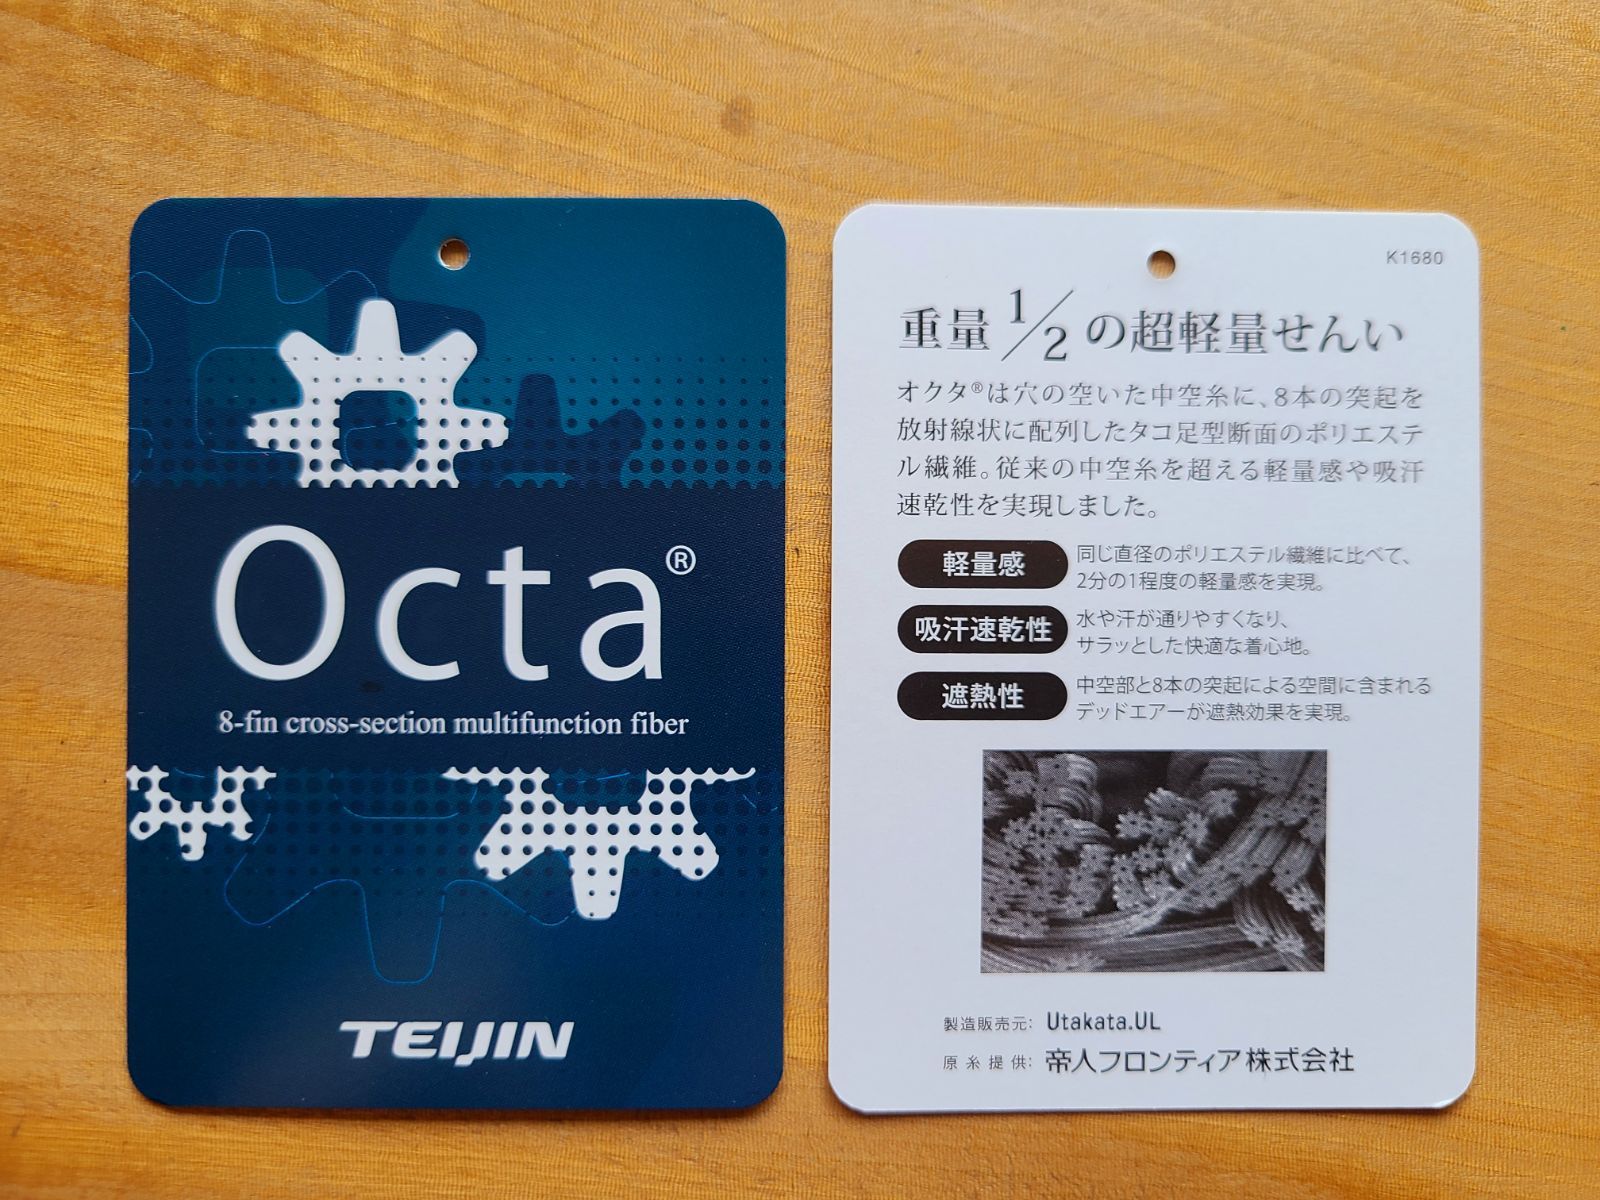 Octa®
8-fin cross-section multifunction fiber
TEIJIN
K1680
重量1/2の超軽量せんい
オクタ®は穴の空いた中空糸に、8本の突起を
放射線状に配列したタコ足型断面のポリエステ
ル繊維。従来の中空糸を超える軽量感や吸汗
速乾性を実現しました。
軽量感 同じ直径のポリエステル繊維に比べて、
2分の1程度の軽量感を実現。
吸汗速乾性 水や汗が通りやすくなり、
サラッとした快適な着心地。
遮熱性 中空部と8本の突起による空間に含まれる
デッドエアーが遮熱効果を実現。
製造販売元: Utakata.UL
原糸提供: 帝人フロンティア株式会社